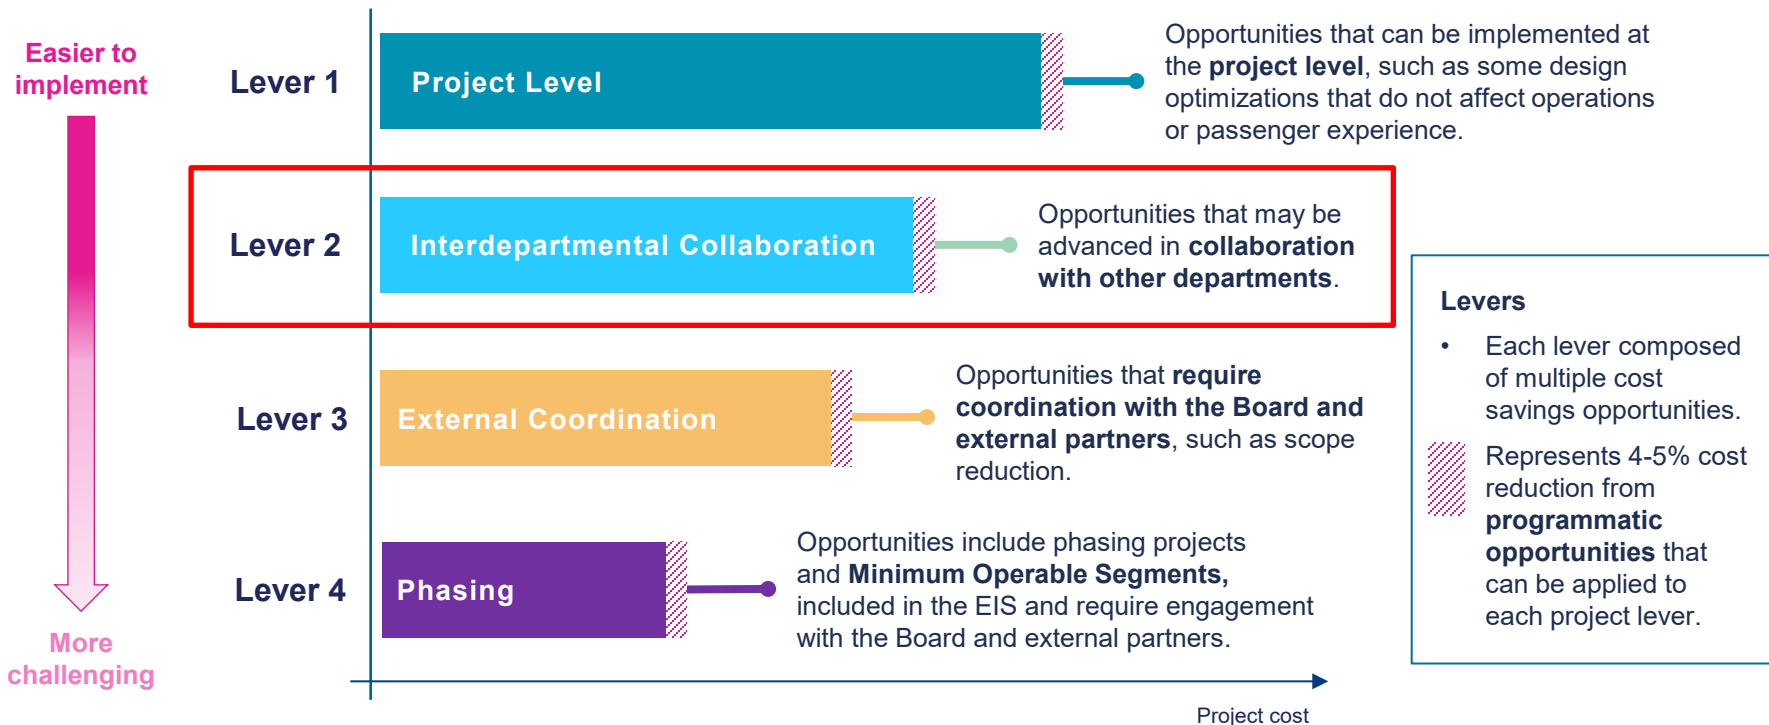 Easier to
implement
Lever 1
Project Level
Opportunities that can be implemented at
the project level, such as some design
optimizations that do not affect operations
or passenger experience.
Lever 2
Interdepartmental Collaboration
Opportunities that may be
advanced in collaboration
with other departments.
Lever 3
External Coordination
Opportunities that require
coordination with the Board and
external partners, such as scope
reduction.
Lever 4
Phasing
Opportunities include phasing projects
and Minimum Operable Segments,
included in the EIS and require engagement
with the Board and external partners.
More
challenging
Project cost
Levers
• Each lever composed
of multiple cost
savings opportunities.
Represents 4-5% cost
reduction from
programmatic
opportunities that
can be applied to
each project lever.